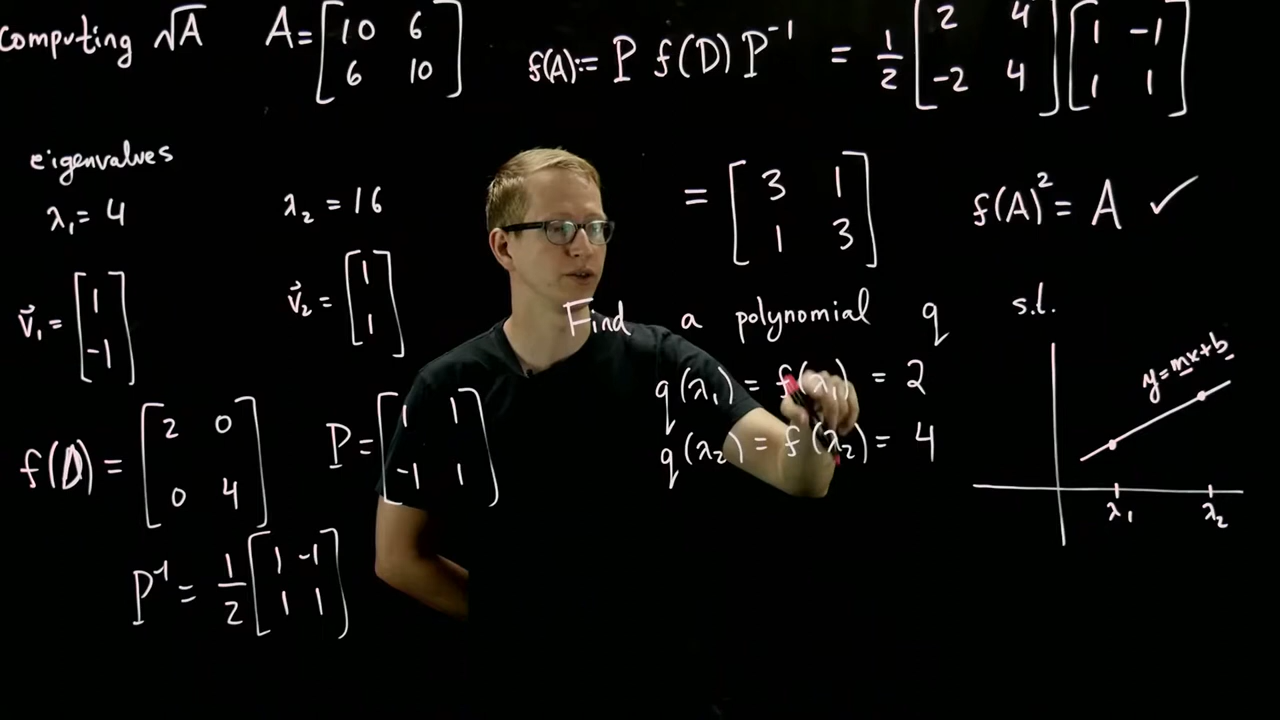 computing √A A = [10 6; 6 10]
f(A) := P f(D) P⁻¹ = 1/2 [2 4; -2 4] [1 -1; 1 1]
eigenvalues
λ₁ = 4 λ₂ = 16
= [3 1; 1 3] f(A)² = A ✓
v⃗₁ = [1; -1] v⃗₂ = [1; 1]
Find a polynomial q s.t.
q(λ₁) = f(λ₁) = 2
q(λ₂) = f(λ₂) = 4
y = mx + b
λ₁ λ₂
f(D) = [2 0; 0 4] P = [1 1; -1 1]
P⁻¹ = 1/2 [1 -1; 1 1]